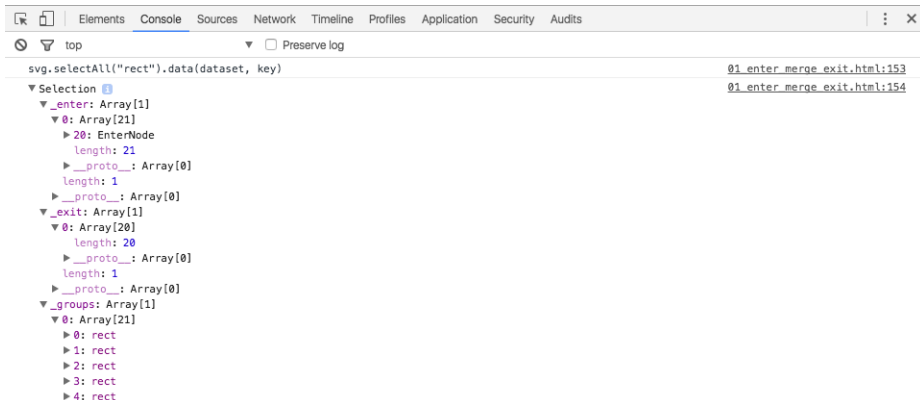 Elements Console Sources Network Timeline Profiles Application Security Audits
top Preserve log
svg.selectAll("rect").data(dataset, key) 01 enter merge exit.html:153
Selection 01 enter merge exit.html:154
_enter: Array[1]
0: Array[21]
20: EnterNode
length: 21
__proto__: Array[0]
length: 1
__proto__: Array[0]
_exit: Array[1]
0: Array[20]
length: 20
__proto__: Array[0]
length: 1
__proto__: Array[0]
_groups: Array[1]
0: Array[21]
0: rect
1: rect
2: rect
3: rect
4: rect